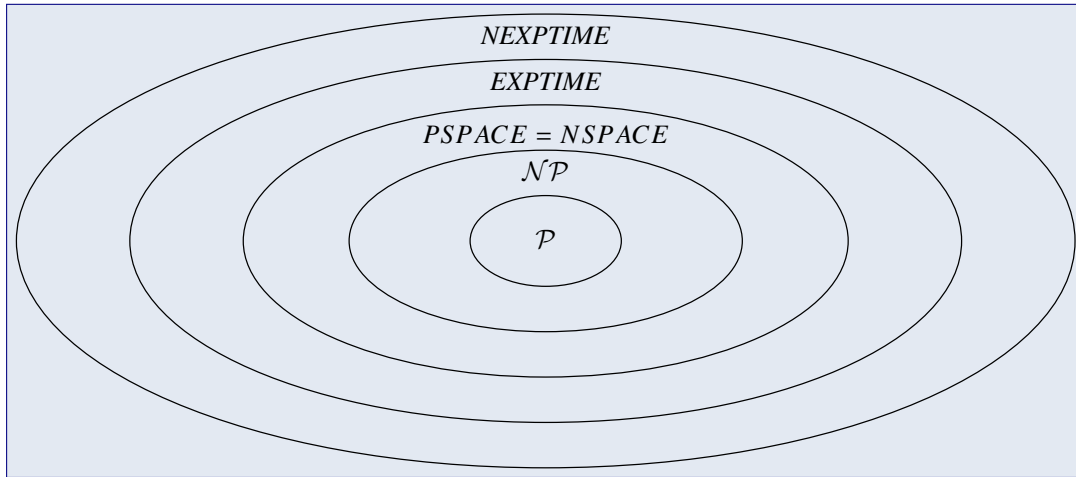 NEXPTIME
EXPTIME
PSPACE = NSPACE
𝒩𝒫
𝒫